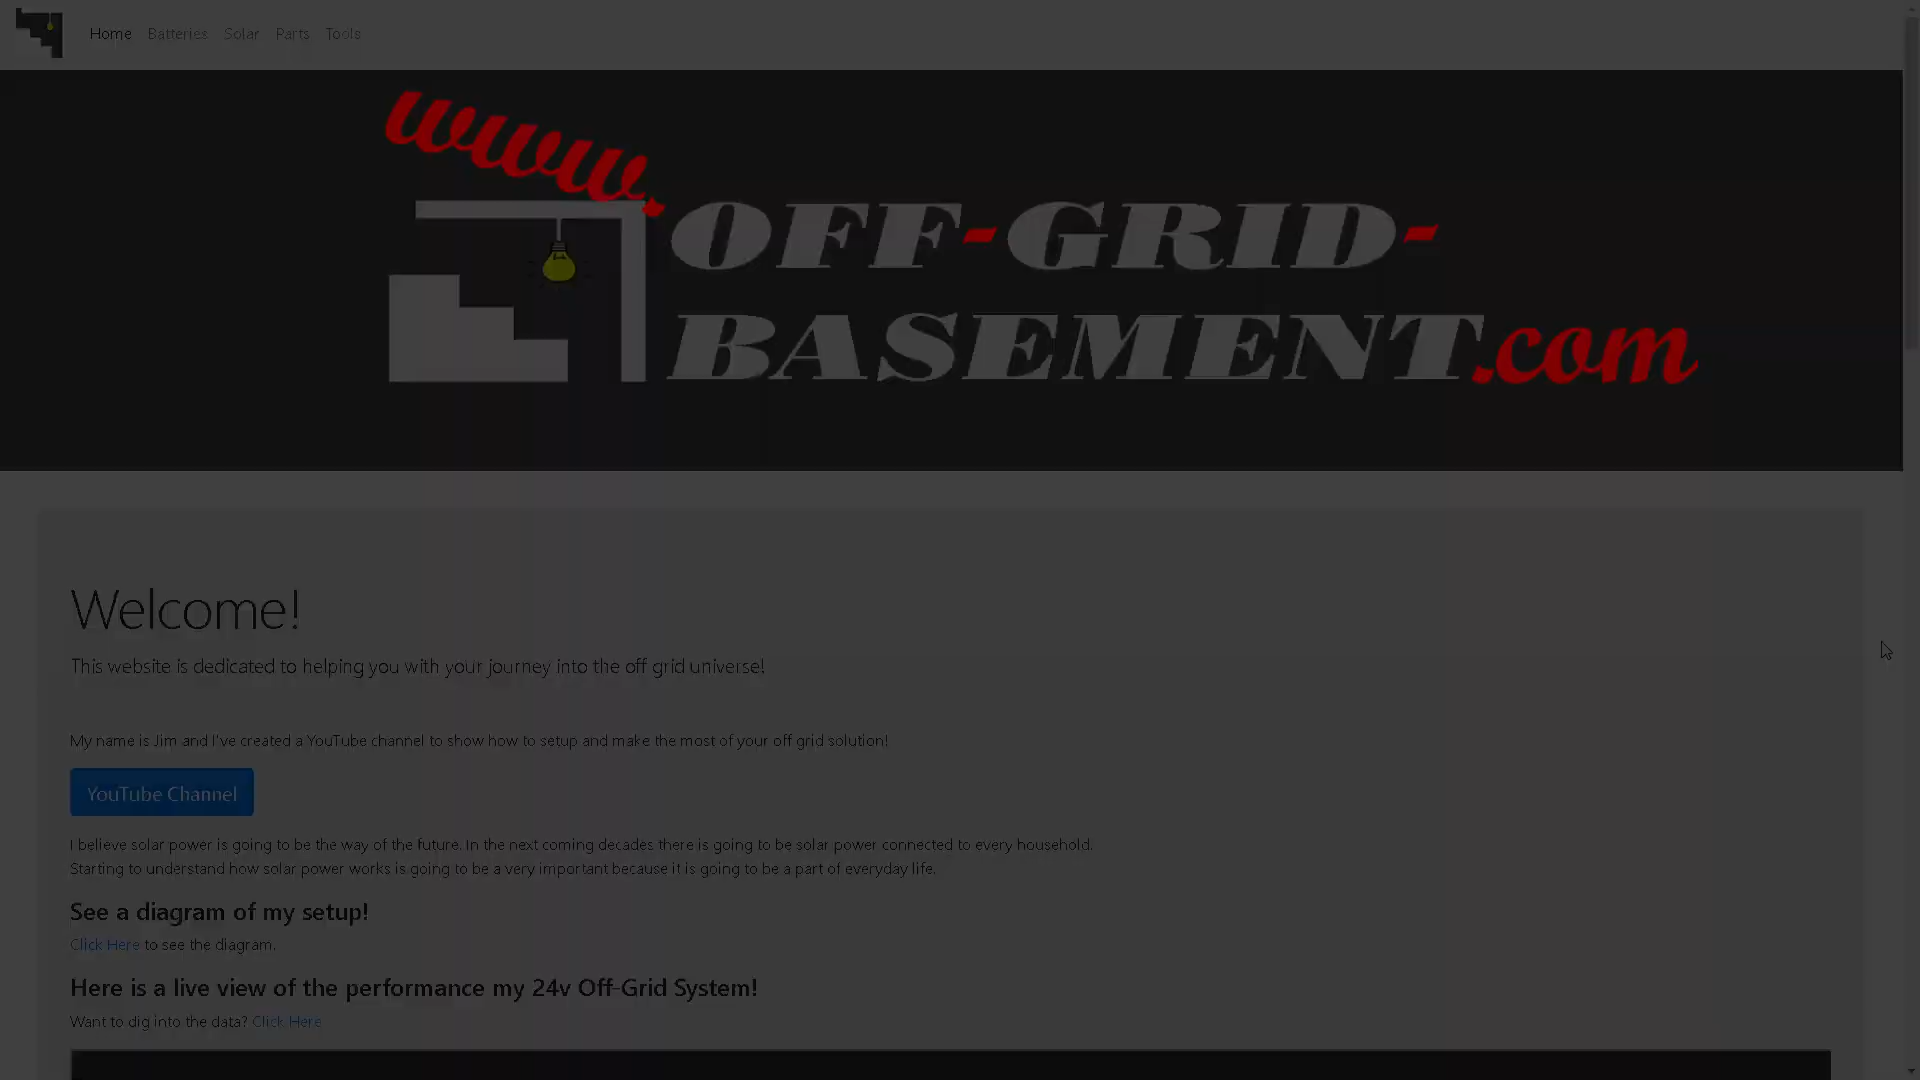 Home Batteries Solar Parts Tools
www.
OFF-GRID-
BASEMENT.com
Welcome!
This website is dedicated to helping you with your journey into the off grid universe!
My name is Jim and I've created a YouTube channel to show how to setup and make the most of your off grid solution!
YouTube Channel
I believe solar power is going to be the way of the future. In the next coming decades there is going to be solar power connected to every household.
Starting to understand how solar power works is going to be a very important because it is going to be a part of everyday life.
See a diagram of my setup!
Click Here to see the diagram.
Here is a live view of the performance my 24v Off-Grid System!
Want to dig into the data? Click Here